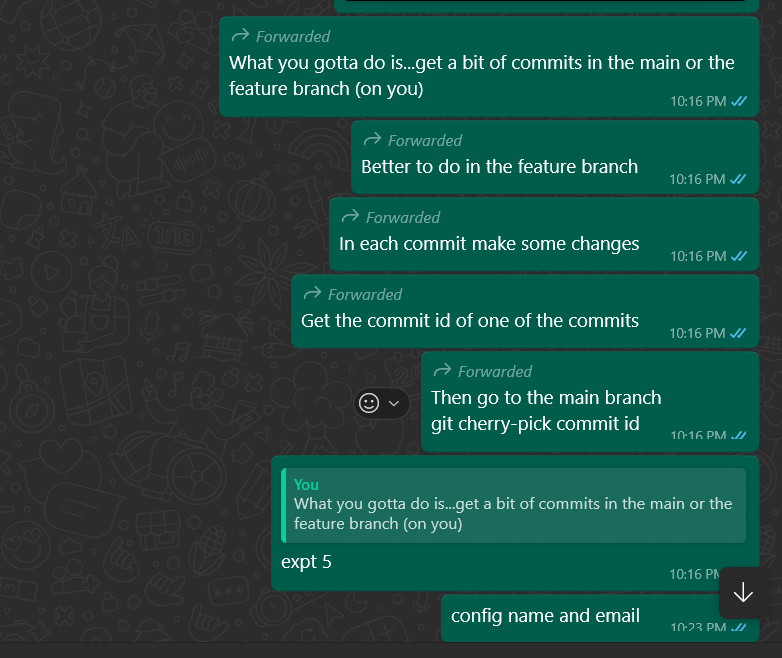 Forwarded
What you gotta do is...get a bit of commits in the main or the
feature branch (on you)
10:16 PM
Forwarded
Better to do in the feature branch
10:16 PM
Forwarded
In each commit make some changes
10:16 PM
Forwarded
Get the commit id of one of the commits
10:16 PM
Forwarded
Then go to the main branch
git cherry-pick commit id
10:16 PM
You
What you gotta do is...get a bit of commits in the main or the
feature branch (on you)
expt 5
10:16 PM
config name and email
10:23 PM